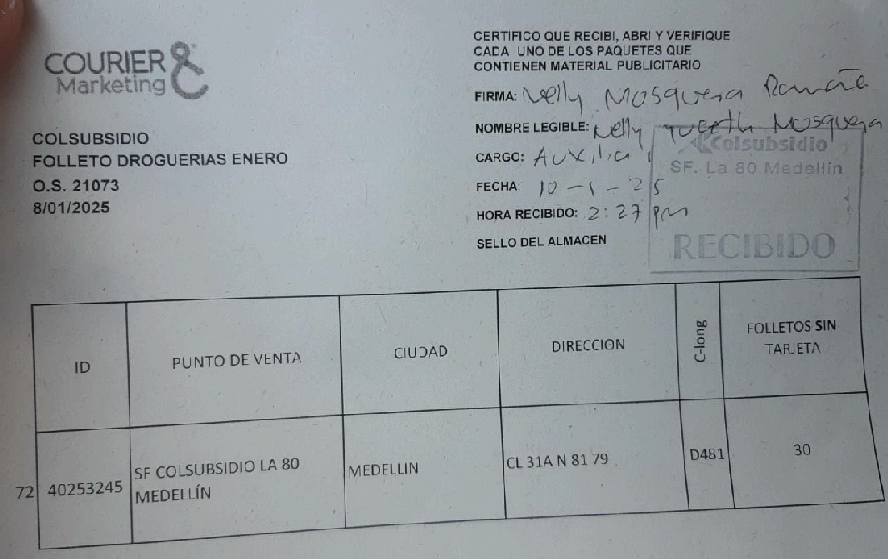 COURIER &
Marketing
COLSUBSIDIO
FOLLETO DROGUERIAS ENERO
O.S. 21073
8/01/2025
CERTIFICO QUE RECIBI, ABRI Y VERIFIQUE
CADA UNO DE LOS PAQUETES QUE
CONTIENEN MATERIAL PUBLICITARIO
FIRMA: Nelly Mosquera
NOMBRE LEGIBLE: Nelly Mosquera
CARGO: Auxiliar
FECHA 10-1-25
HORA RECIBIDO: 2:27 pm
SELLO DEL ALMACEN
Colsubsidio
SF. La 80 Medellín
RECIBIDO
ID PUNTO DE VENTA CIUDAD DIRECCION C-long FOLLETOS SIN TARJETA
72 40253245 SF COLSUBSIDIO LA 80 MEDELLÍN MEDELLIN CL 31A N 81 79 D481 30